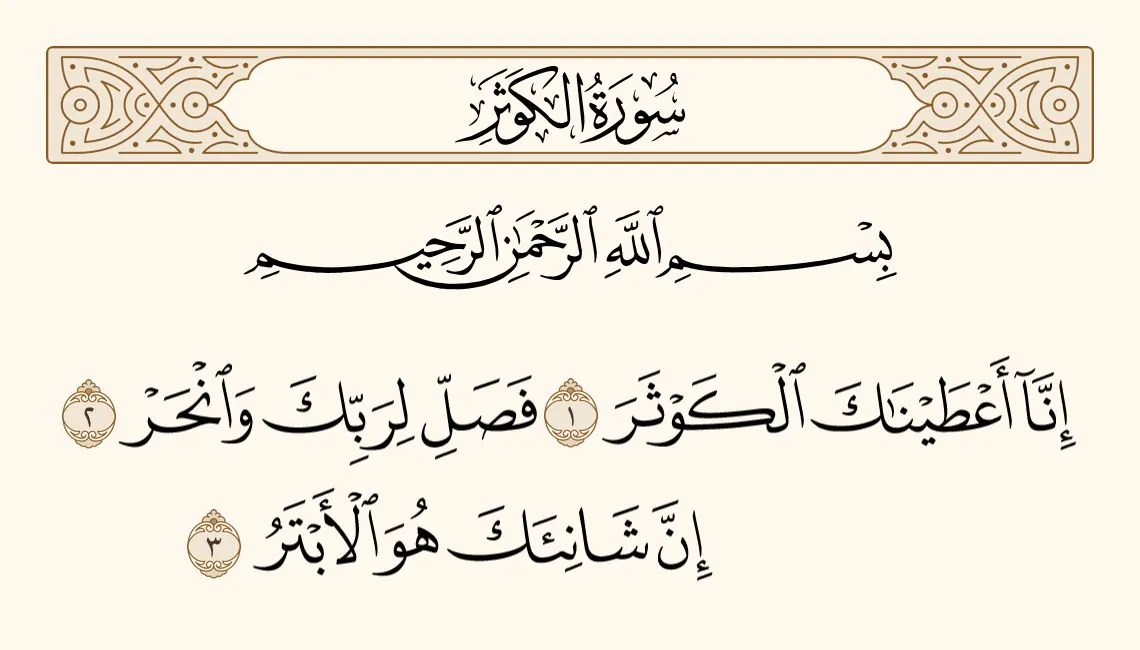 سُورَةُ الكَوثَرِ
بِسْمِ ٱللَّهِ ٱلرَّحْمَٰنِ ٱلرَّحِيمِ
إِنَّآ أَعْطَيْنَٰكَ ٱلْكَوْثَرَ ١ فَصَلِّ لِرَبِّكَ وَٱنْحَرْ ٢
إِنَّ شَانِئَكَ هُوَ ٱلْأَبْتَرُ ٣